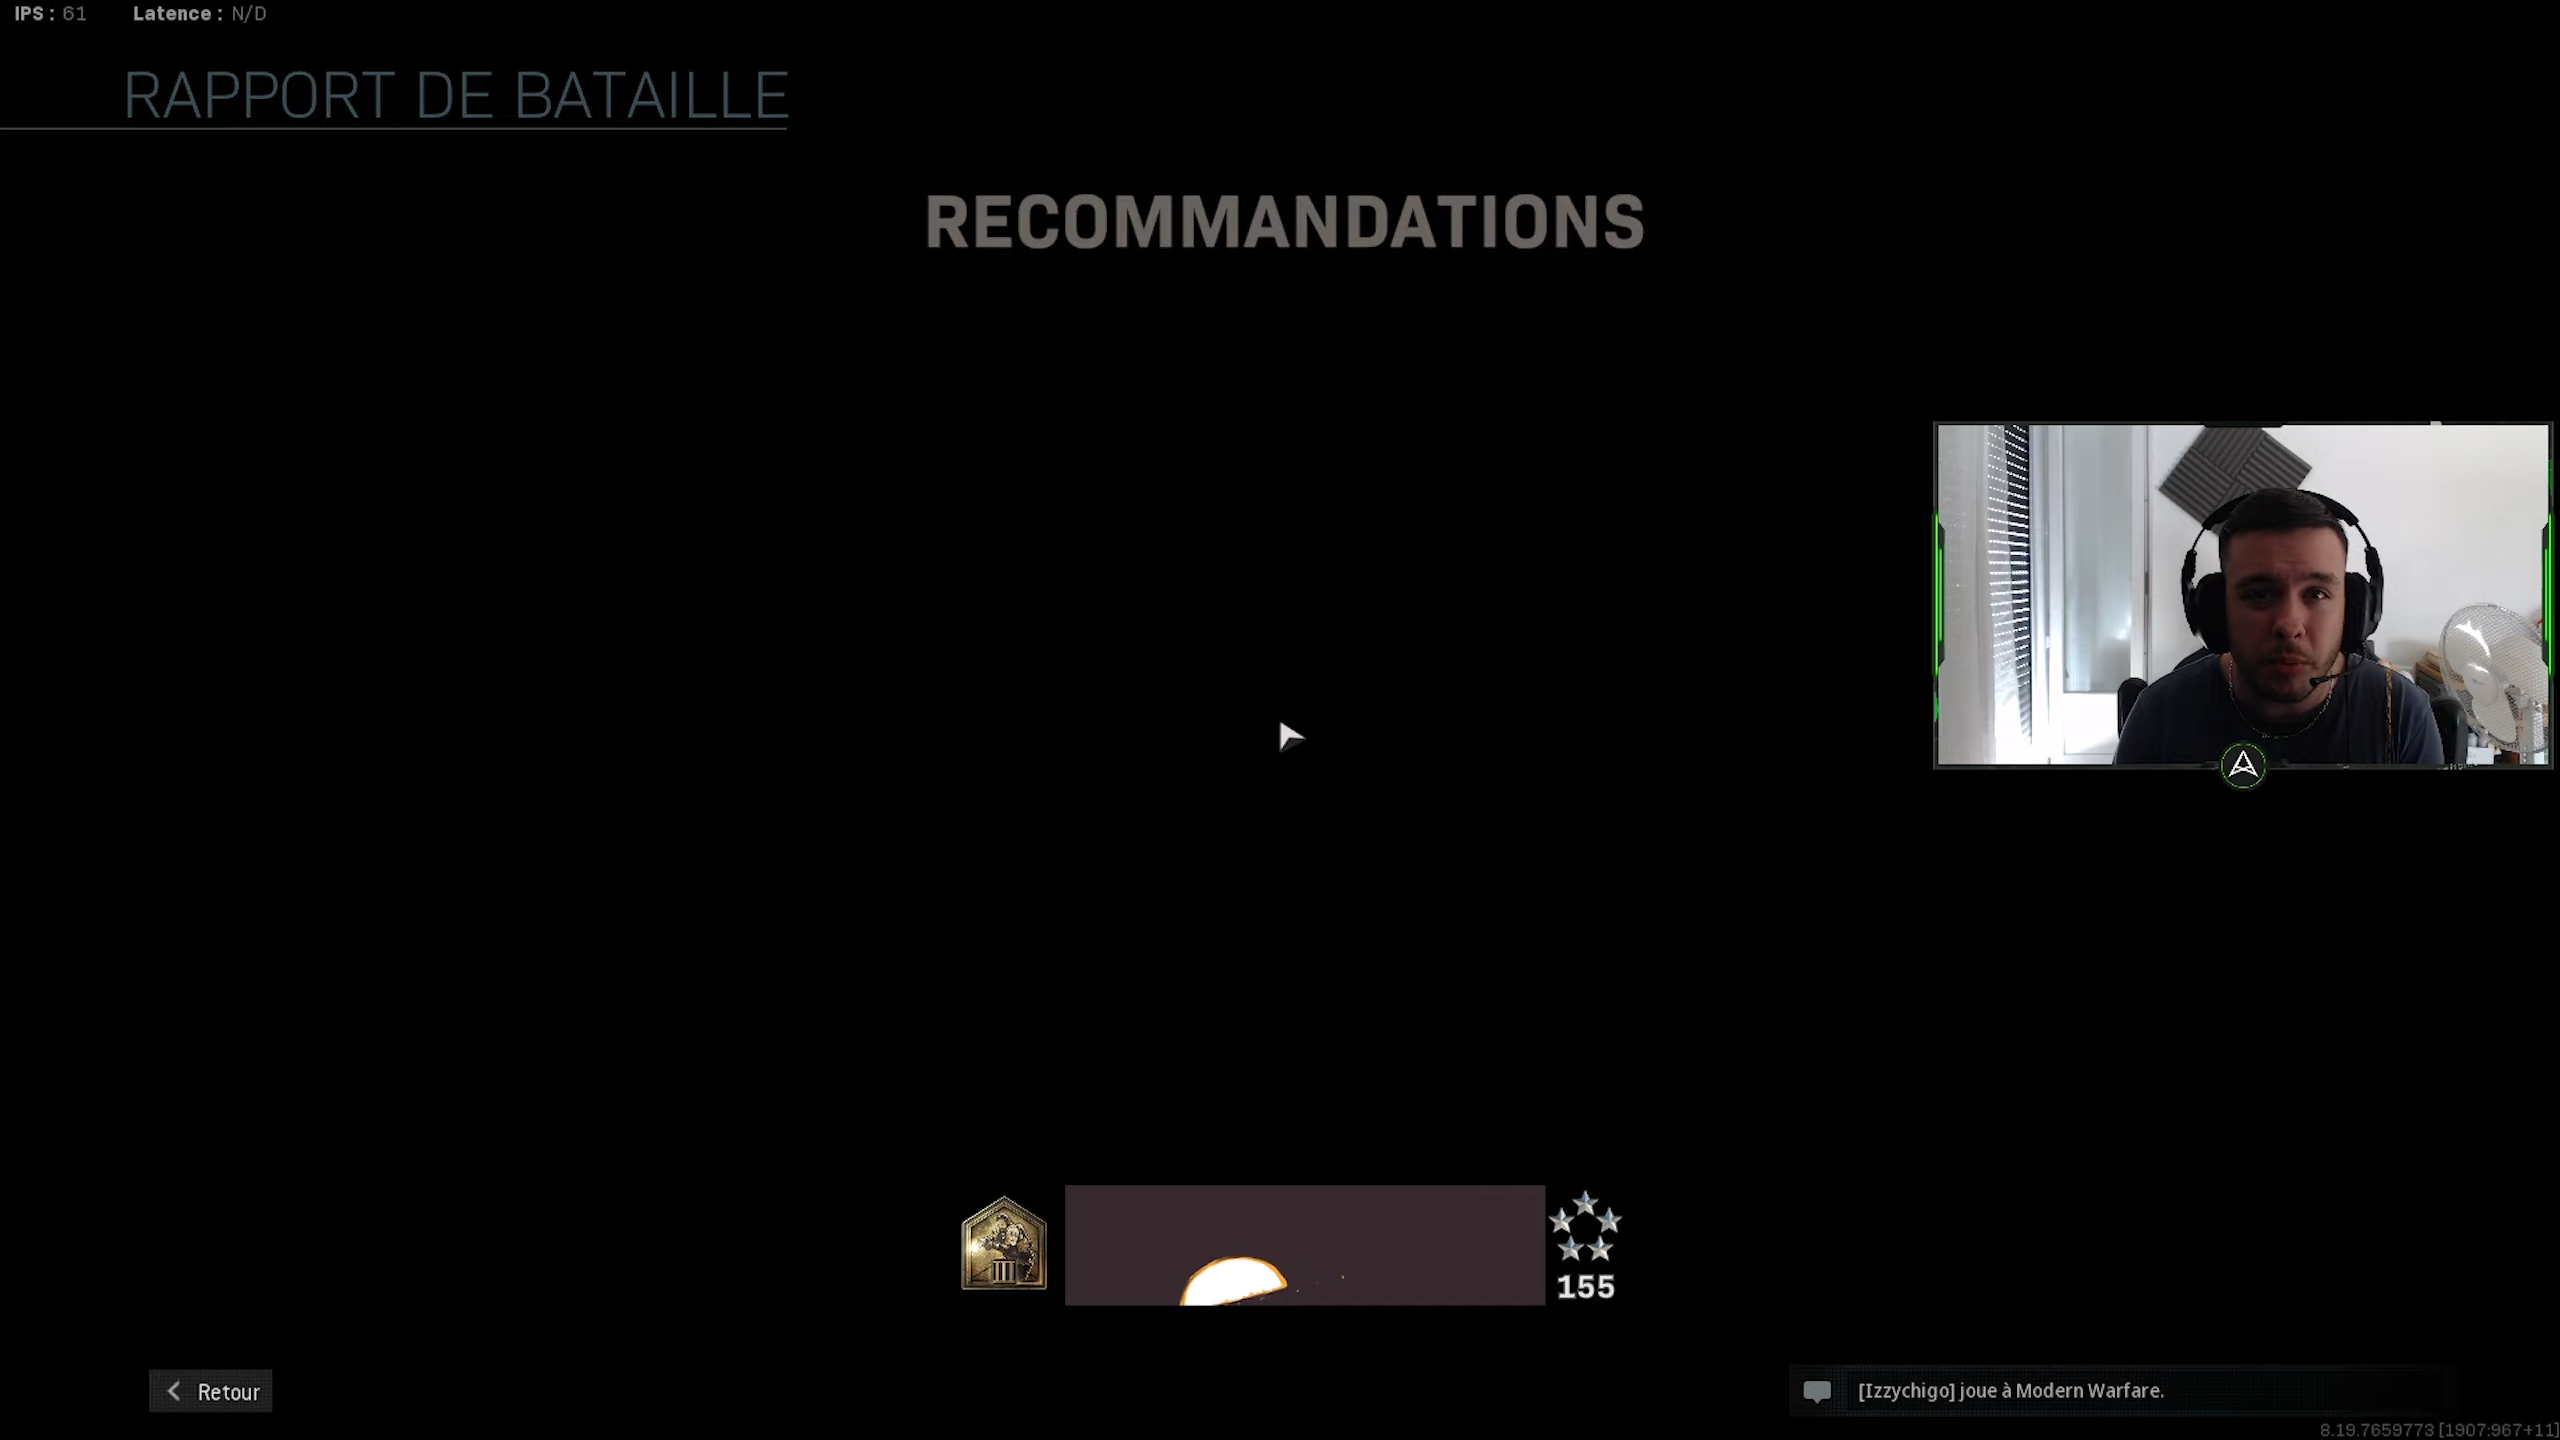 IPS : 61 Latence : N/D
RAPPORT DE BATAILLE
RECOMMANDATIONS
III
155
Retour
[Izzychigo] joue à Modern Warfare.
8.19.7659773 [1907:967+11]